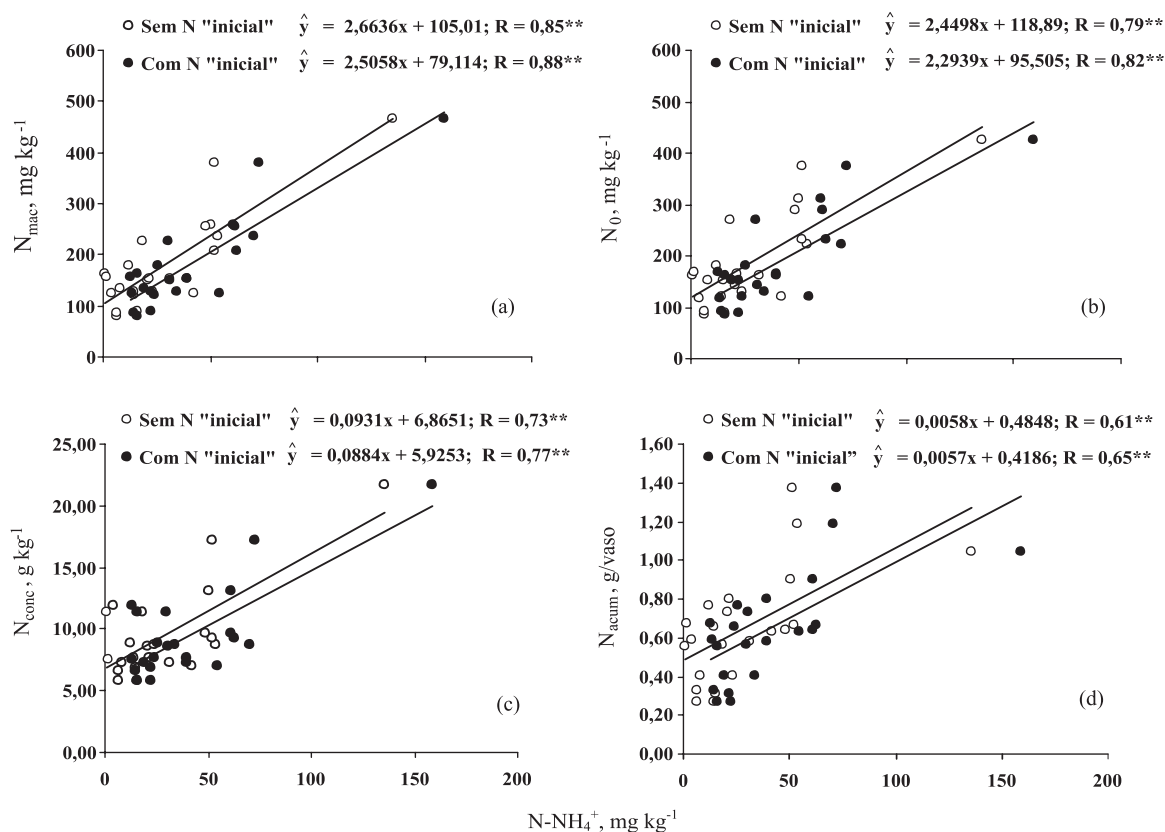 Sem N "inicial" ŷ = 2,6636x + 105,01; R = 0,85**
Com N "inicial" ŷ = 2,5058x + 79,114; R = 0,88**
600
500
400
300
200
100
0
N_mac, mg kg⁻¹
(a)
Sem N "inicial" ŷ = 2,4498x + 118,89; R = 0,79**
Com N "inicial" ŷ = 2,2939x + 95,505; R = 0,82**
600
500
400
300
200
100
0
N₀, mg kg⁻¹
(b)
Sem N "inicial" ŷ = 0,0931x + 6,8651; R = 0,73**
Com N "inicial" ŷ = 0,0884x + 5,9253; R = 0,77**
25,00
20,00
15,00
10,00
5,00
0,00
N_conc, g kg⁻¹
(c)
0 50 100 150 200
Sem N "inicial" ŷ = 0,0058x + 0,4848; R = 0,61**
Com N "inicial” ŷ = 0,0057x + 0,4186; R = 0,65**
1,60
1,40
1,20
1,00
0,80
0,60
0,40
0,20
0,00
N_acum, g/vaso
(d)
0 50 100 150 200
N-NH₄⁺, mg kg⁻¹